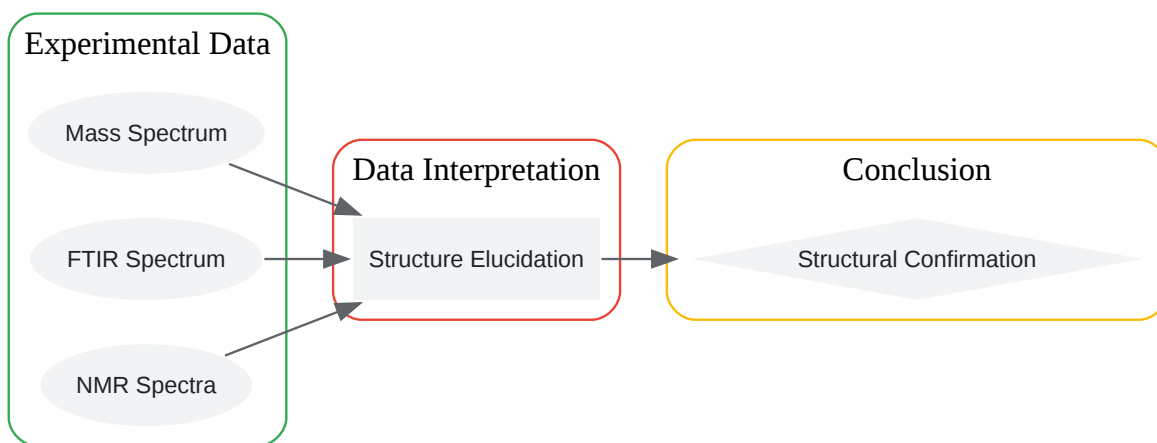 Experimental Data
Mass Spectrum
FTIR Spectrum
NMR Spectra
Data Interpretation
Structure Elucidation
Conclusion
Structural Confirmation